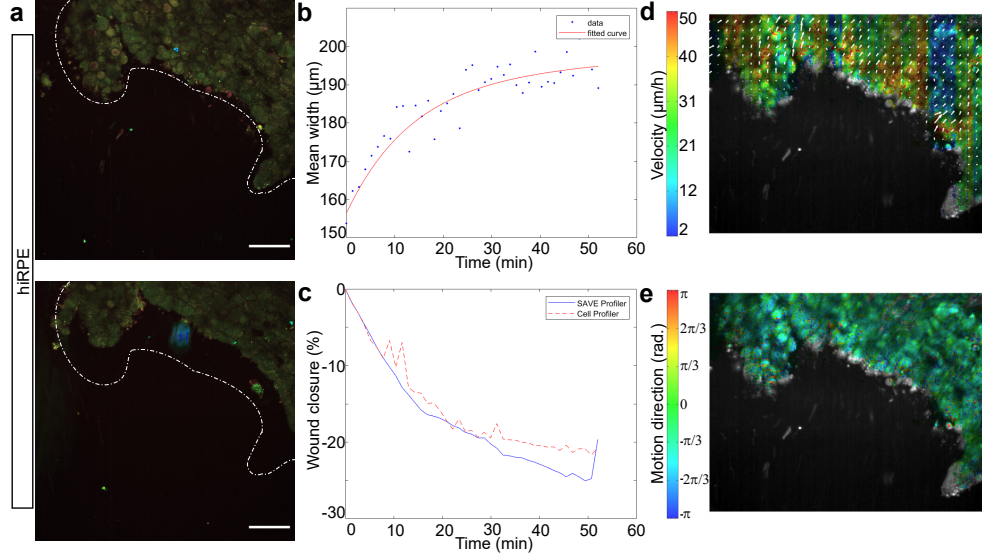 a
hiRPE
b
data
fitted curve
Mean width (µm)
200
190
180
170
160
150
0
10
20
30
40
50
60
Time (min)
c
SAVE Profiler
Cell Profiler
Wound closure (%)
0
-10
-20
-30
0
10
20
30
40
50
60
Time (min)
d
Velocity (µm/h)
50
40
31
21
12
2
e
Motion direction (rad.)
π
2π/3
π/3
0
-π/3
-2π/3
-π